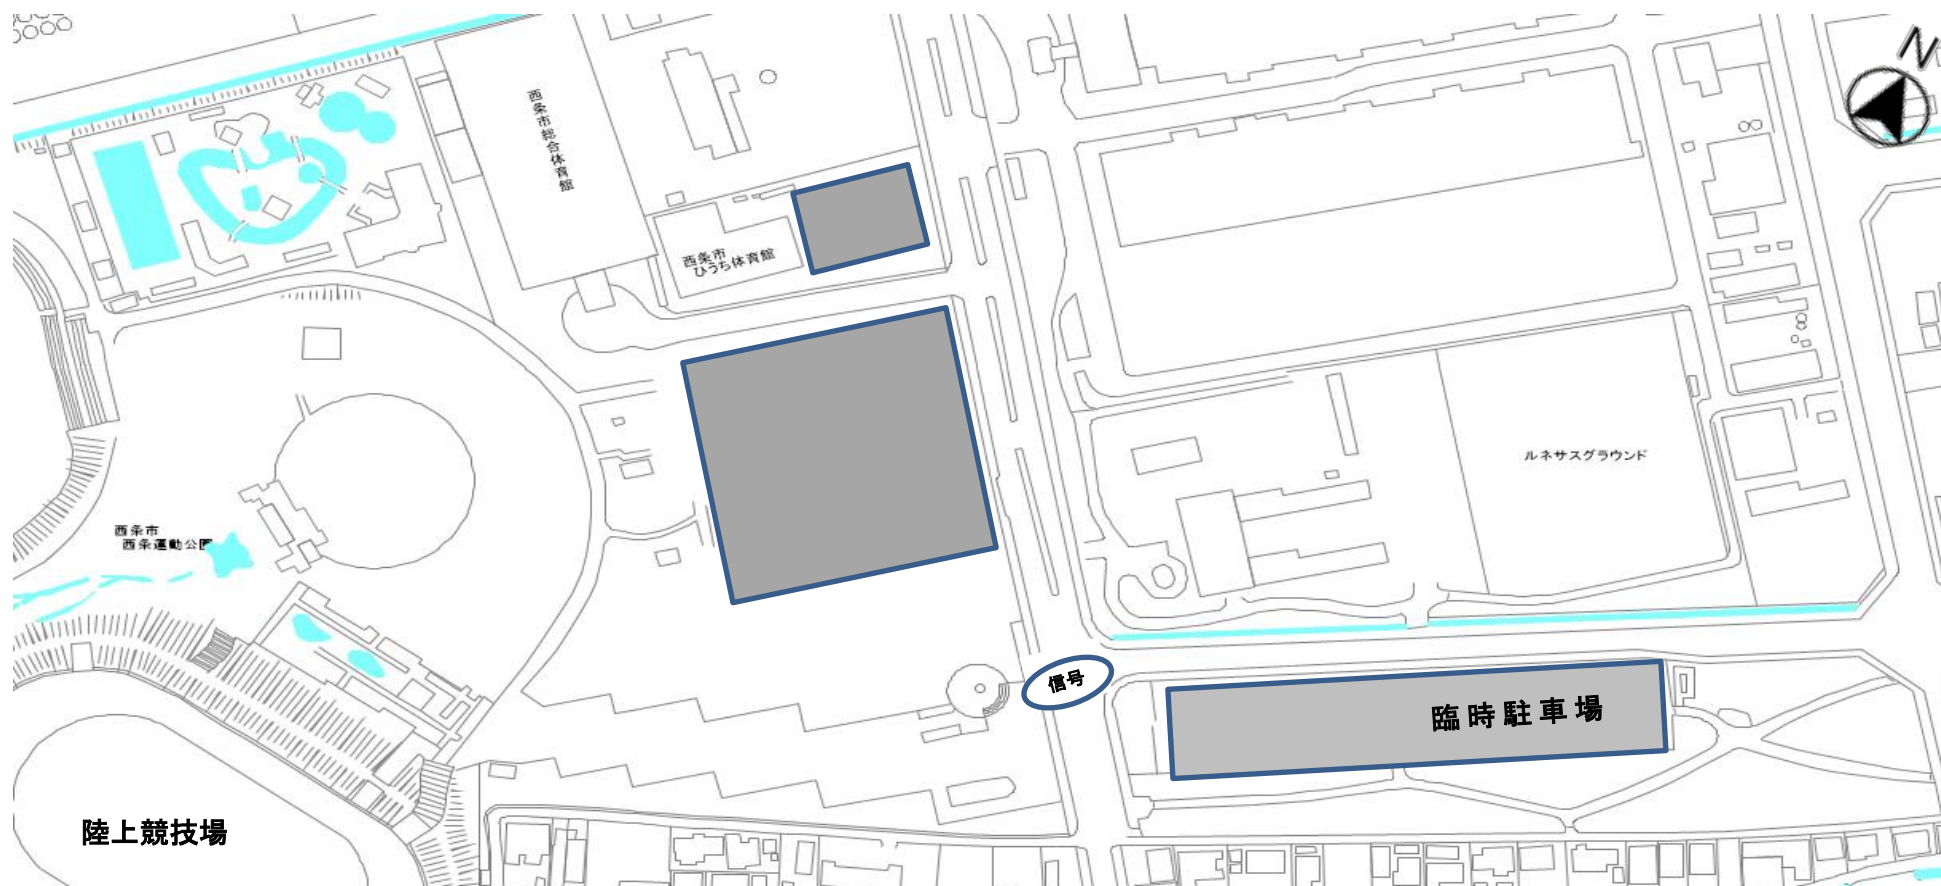 N
西条市総合体育館
西条市
ひうち体育館
ルネサスグラウンド
西条市
西条運動公園
信号
臨時駐車場
陸上競技場